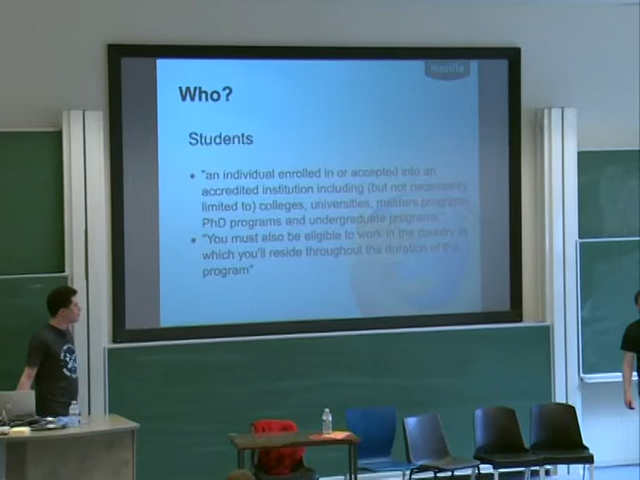 mozilla
Who?
Students
• "an individual enrolled in or accepted into an
accredited institution including (but not necessarily
limited to) colleges, universities, masters programs,
PhD programs and undergraduate programs."
• "You must also be eligible to work in the country in
which you'll reside throughout the duration of the
program"